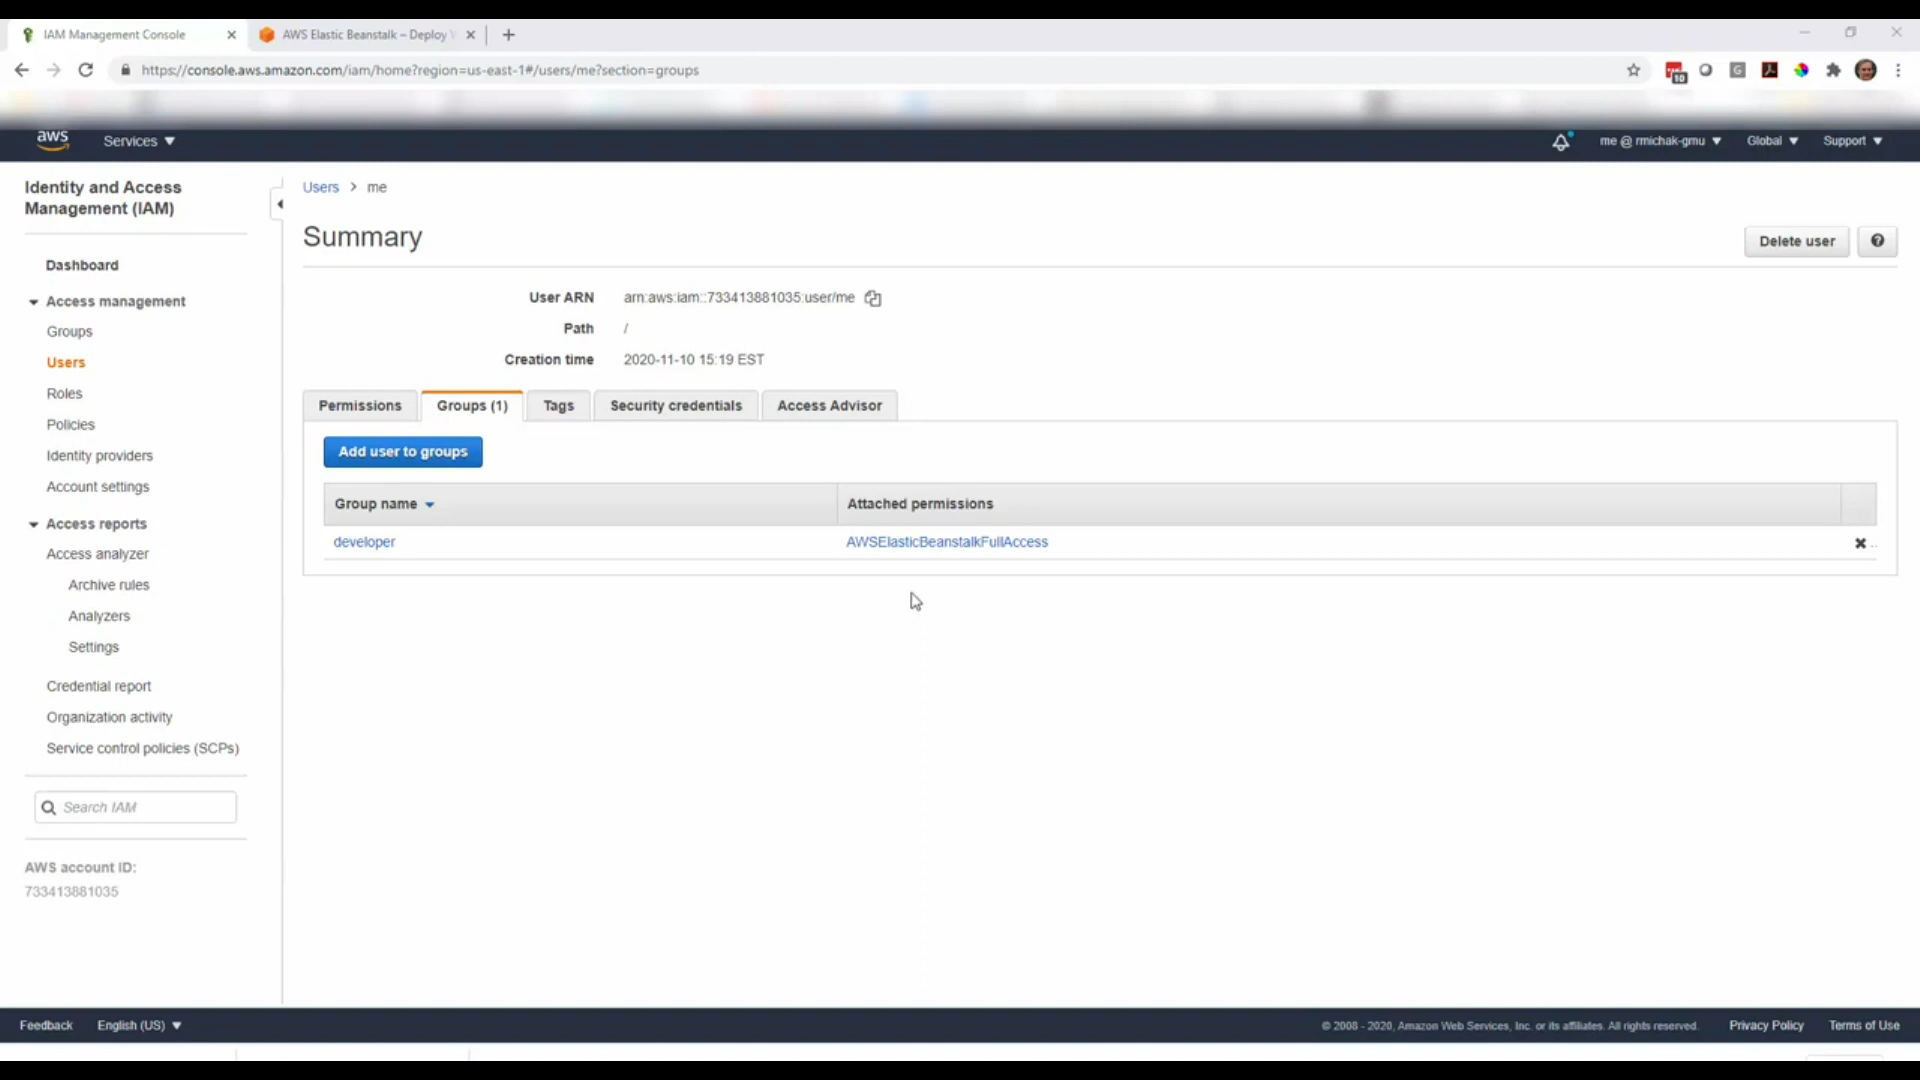 IAM Management Console
AWS Elastic Beanstalk – Deploy
https://console.aws.amazon.com/iam/home?region=us-east-1#/users/me?section=groups
10
G
aws
Services
me @ rmichak-gmu
Global
Support
Identity and Access
Management (IAM)
Dashboard
Access management
Groups
Users
Roles
Policies
Identity providers
Account settings
Access reports
Access analyzer
Archive rules
Analyzers
Settings
Credential report
Organization activity
Service control policies (SCPs)
Search IAM
AWS account ID:
733413881035
Users > me
Summary
Delete user
User ARN arn:aws:iam::733413881035:user/me
Path /
Creation time 2020-11-10 15:19 EST
Permissions
Groups (1)
Tags
Security credentials
Access Advisor
Add user to groups
Group name
Attached permissions
developer
AWSElasticBeanstalkFullAccess
Feedback
English (US)
© 2008 - 2020, Amazon Web Services, Inc. or its affiliates. All rights reserved.
Privacy Policy
Terms of Use